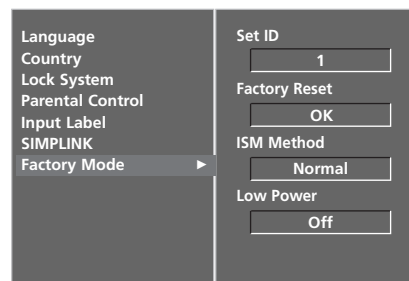 Language
Country
Lock System
Parental Control
Input Label
SIMPLINK
Factory Mode ►
Set ID
1
Factory Reset
OK
ISM Method
Normal
Low Power
Off